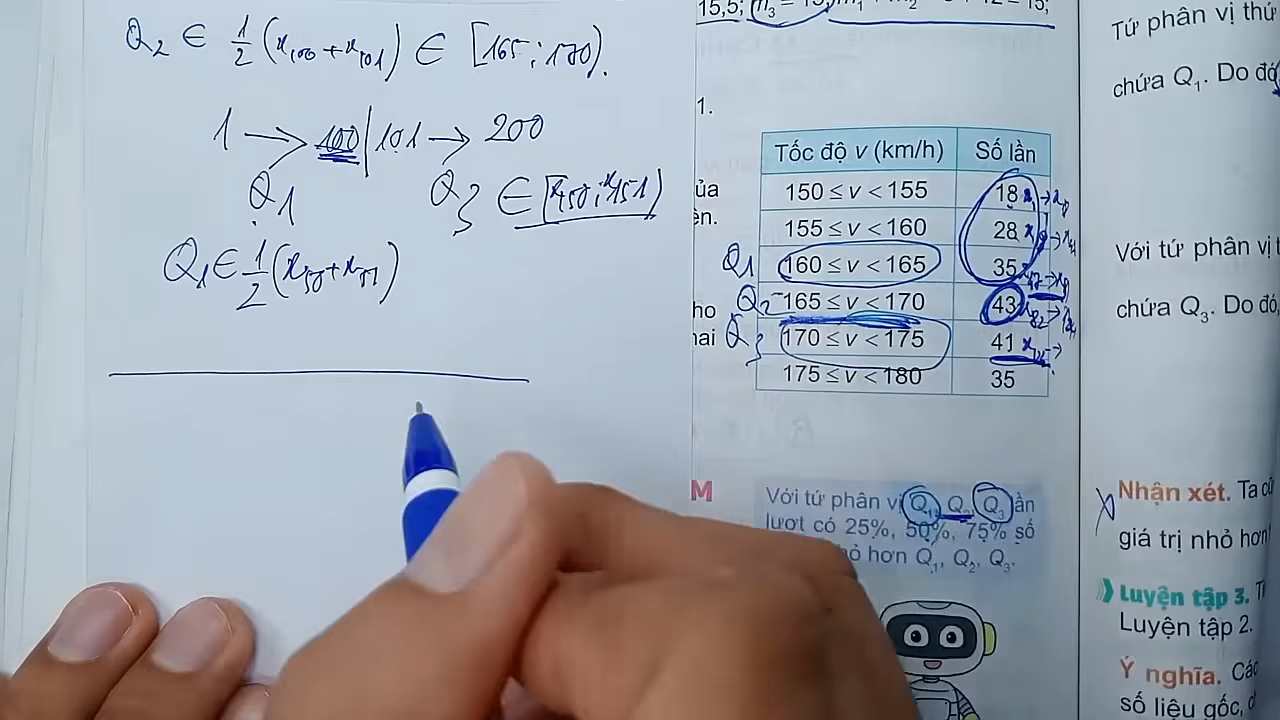 Q₂ ∈ 1/2 (x₁₀₀ + x₁₀₁) ∈ [165 ; 170).
1 → 100 | 101 → 200
Q₁
Q₃ ∈ [x₁₅₀ ; x₁₅₁)
Q₁ ∈ 1/2 (x₅₀ + x₅₁)
15,5;
1.
Tốc độ v (km/h) Số lần
150 ≤ v < 155 18
155 ≤ v < 160 28
Q₁ 160 ≤ v < 165 35
Q₂ 165 ≤ v < 170 43
Q₃ 170 ≤ v < 175 41
175 ≤ v < 180 35
M
Với tứ phân vị Q₁, Q₂, Q₃ lần
lượt có 25%, 50%, 75% số
nhỏ hơn Q₁, Q₂, Q₃.
Tứ phân vị thứ
chứa Q₁. Do đó
Với tứ phân vị t
chứa Q₃. Do đó,
Nhận xét. Ta có
giá trị nhỏ hơn
Luyện tập 3. T
Luyện tập 2.
Ý nghĩa. Các
số liệu gốc,